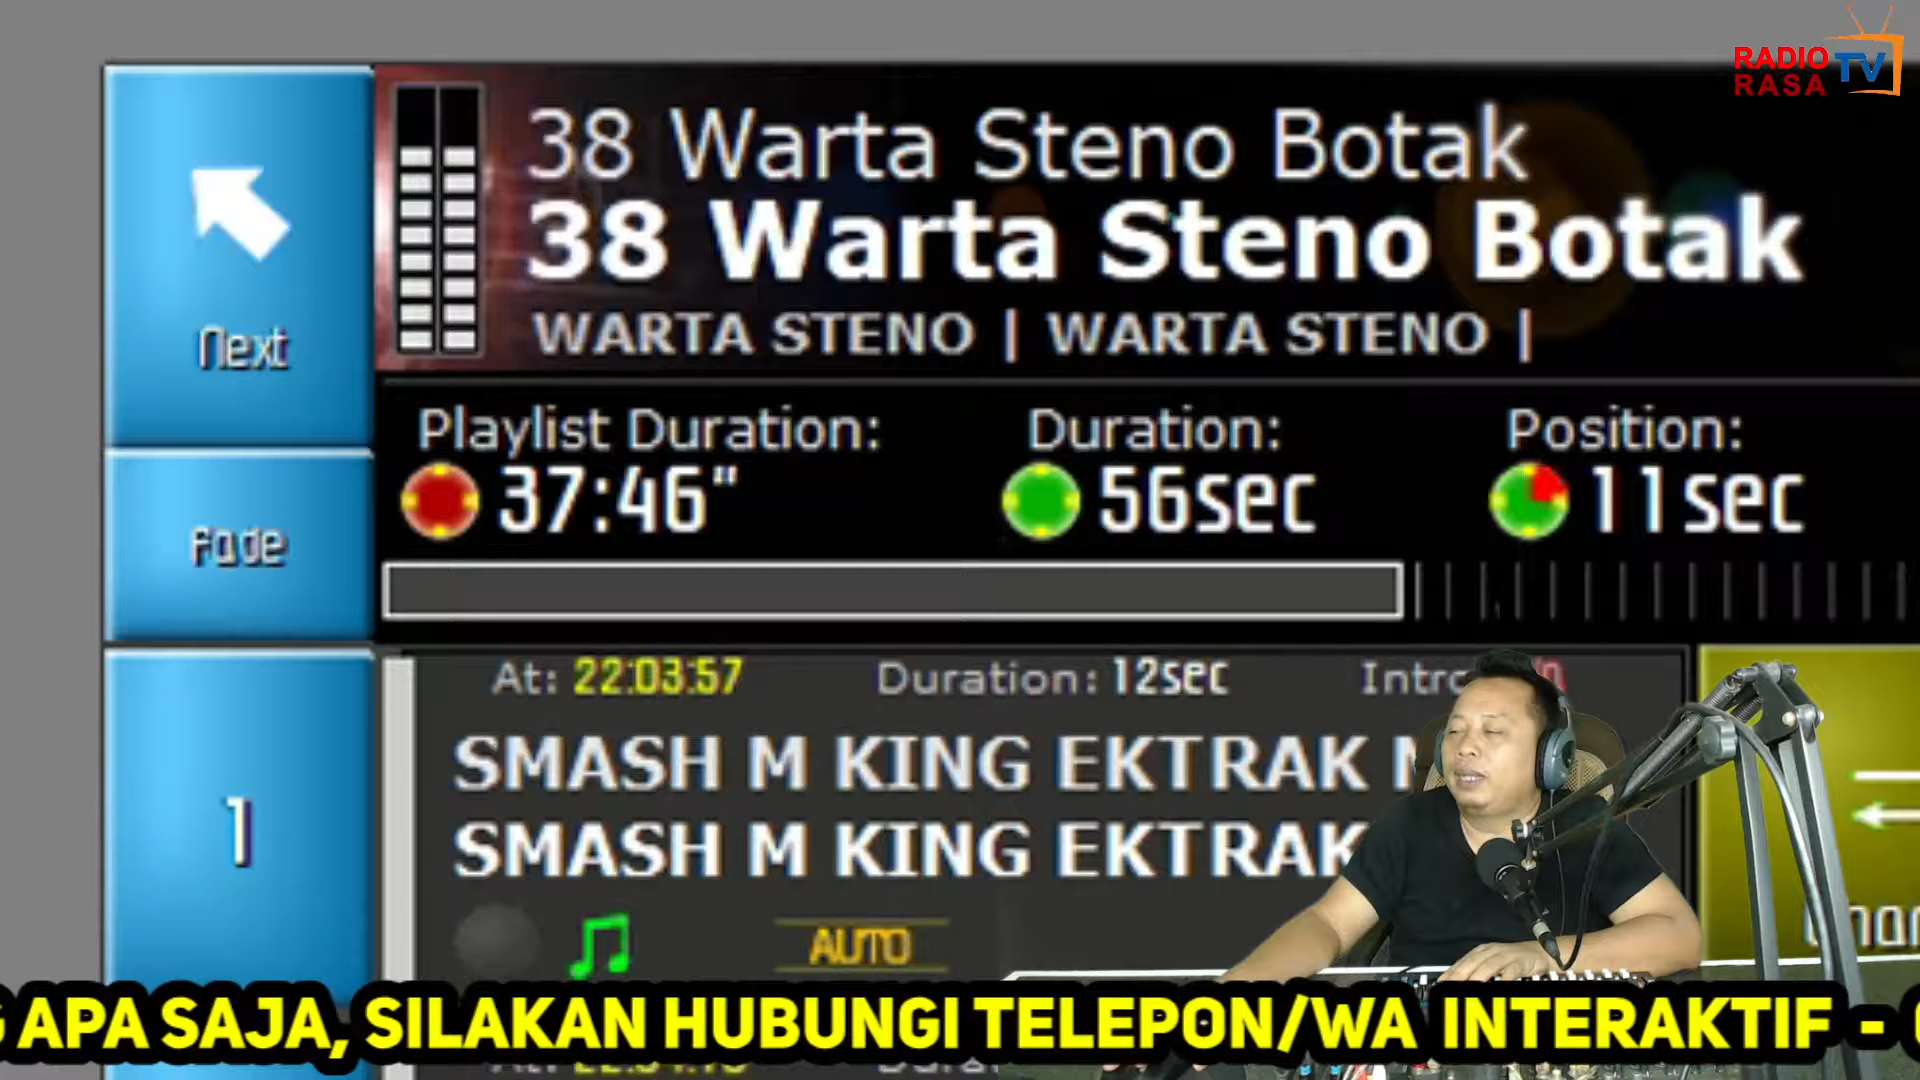 RADIO
RASA TV
38 Warta Steno Botak
38 Warta Steno Botak
WARTA STENO | WARTA STENO |
Next
Playlist Duration: Duration: Position:
37:46" 56sec 11sec
Fade
At: 22:03:57 Duration: 12sec
SMASH M KING EKTRAK
SMASH M KING EKTRAK
1
AUTO
APA SAJA, SILAKAN HUBUNGI TELEPON/WA INTERAKTIF -